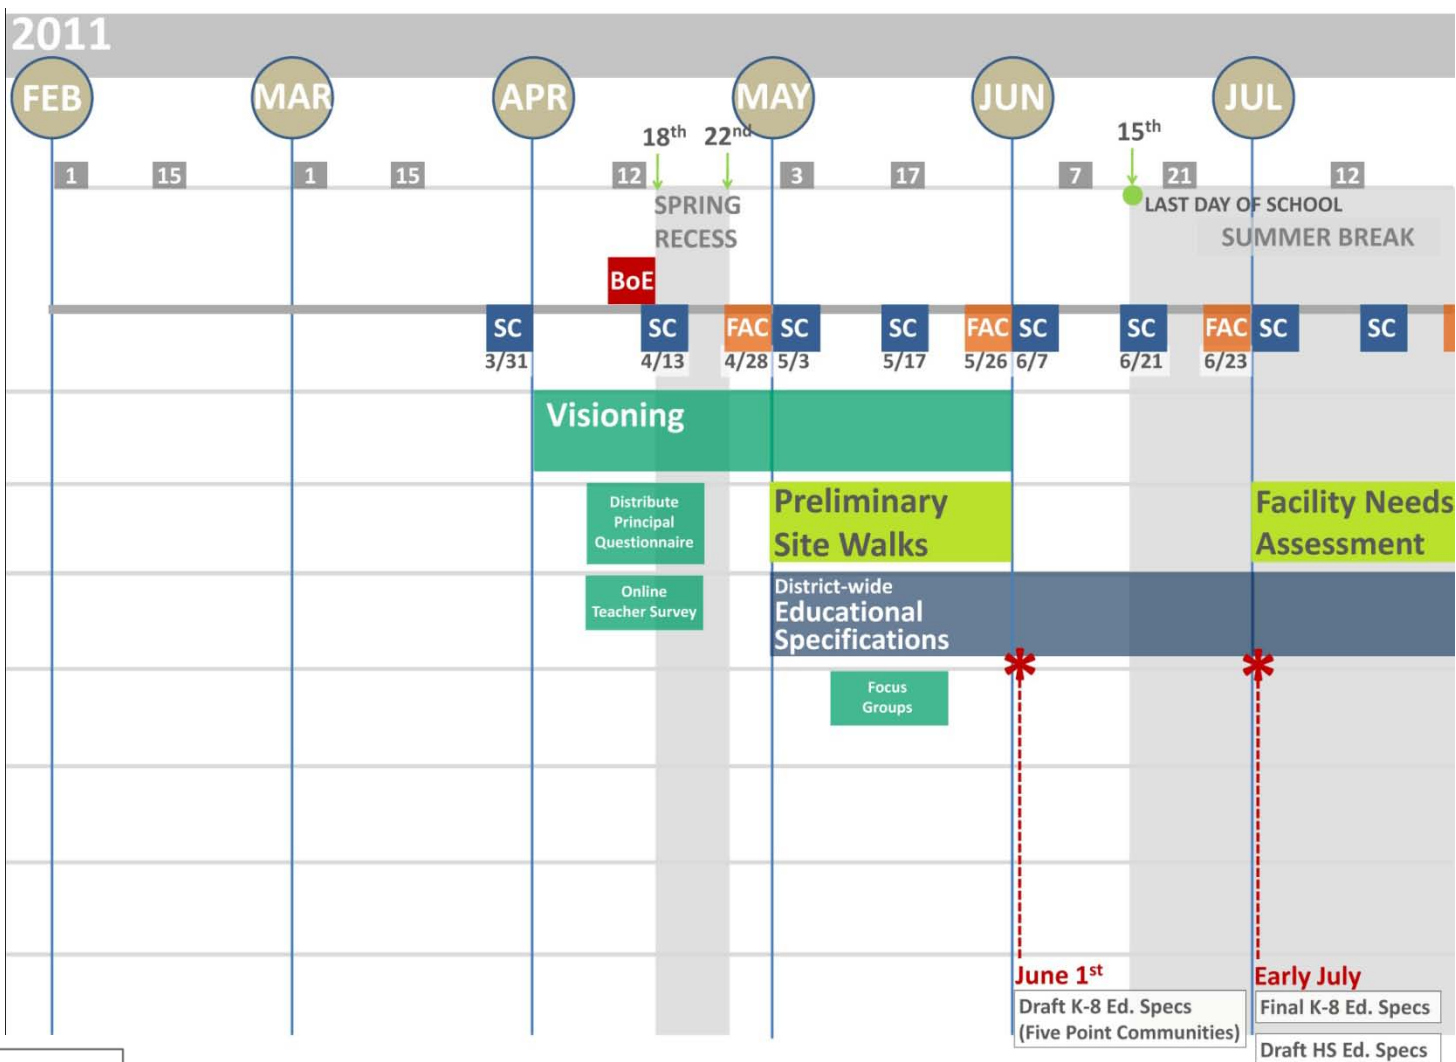 2011
FEB MAR APR MAY JUN JUL
18th 22nd 15th
1 15 1 15 12 3 17 7 21 12
SPRING
RECESS
LAST DAY OF SCHOOL
SUMMER BREAK
BoE
SC SC FAC SC SC FAC SC SC FAC SC SC
3/31 4/13 4/28 5/3 5/17 5/26 6/7 6/21 6/23
Visioning
Distribute
Principal
Questionnaire
Preliminary
Site Walks
Facility Needs
Assessment
Online
Teacher Survey
District-wide
Educational
Specifications
Focus
Groups
June 1st
Draft K-8 Ed. Specs
(Five Point Communities)
Early July
Final K-8 Ed. Specs
Draft HS Ed. Specs